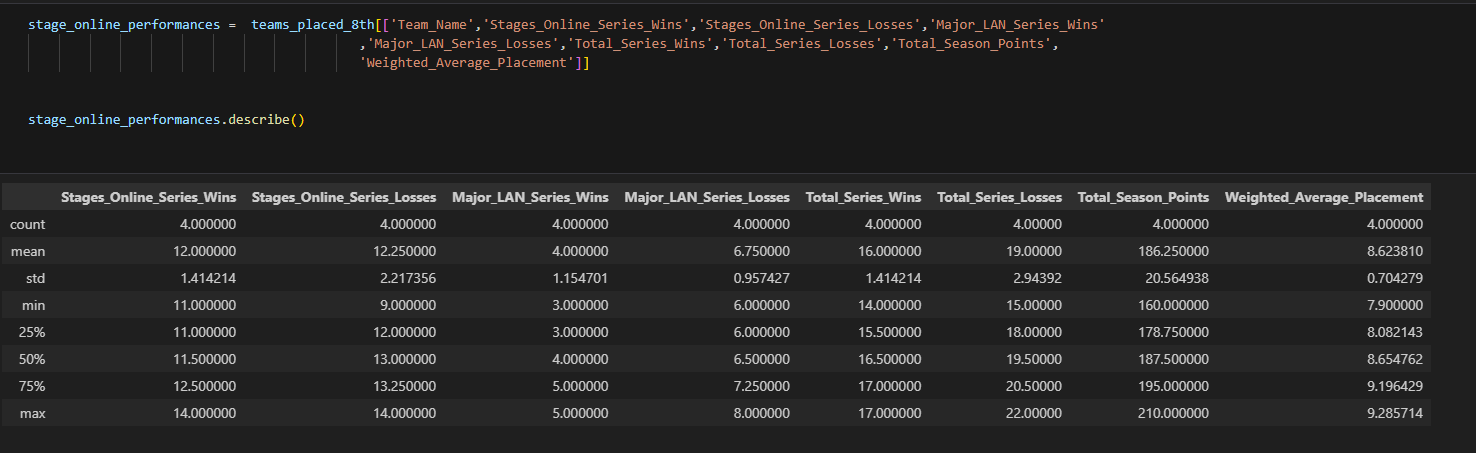 stage_online_performances =  teams_placed_8th[['Team_Name','Stages_Online_Series_Wins','Stages_Online_Series_Losses','Major_LAN_Series_Wins'
,'Major_LAN_Series_Losses','Total_Series_Wins','Total_Series_Losses','Total_Season_Points',
'Weighted_Average_Placement']]
stage_online_performances.describe()
Stages_Online_Series_Wins Stages_Online_Series_Losses Major_LAN_Series_Wins Major_LAN_Series_Losses Total_Series_Wins Total_Series_Losses Total_Season_Points Weighted_Average_Placement
count 4.000000 4.000000 4.000000 4.000000 4.000000 4.00000 4.000000 4.000000
mean 12.000000 12.250000 4.000000 6.750000 16.000000 19.00000 186.250000 8.623810
std 1.414214 2.217356 1.154701 0.957427 1.414214 2.94392 20.564938 0.704279
min 11.000000 9.000000 3.000000 6.000000 14.000000 15.00000 160.000000 7.900000
25% 11.000000 12.000000 3.000000 6.000000 15.500000 18.00000 178.750000 8.082143
50% 11.500000 13.000000 4.000000 6.500000 16.500000 19.50000 187.500000 8.654762
75% 12.500000 13.250000 5.000000 7.250000 17.000000 20.50000 195.000000 9.196429
max 14.000000 14.000000 5.000000 8.000000 17.000000 22.00000 210.000000 9.285714